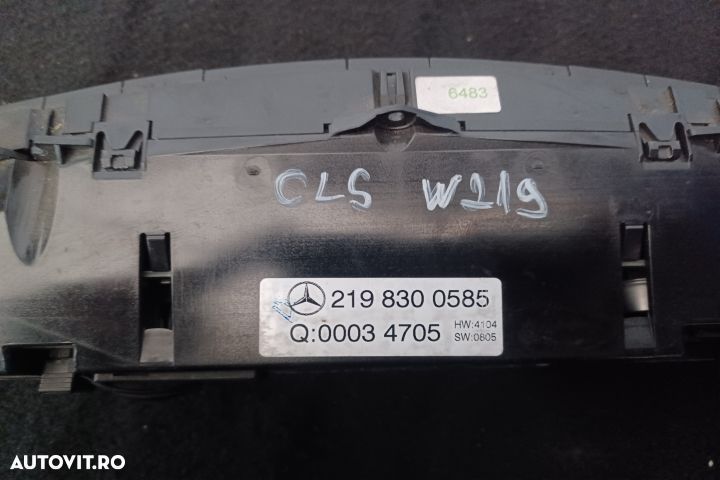 6483
CLS W219
219 830 0585
Q:0003 4705
HW:4104
SW:0805
AUTOVIT.RO